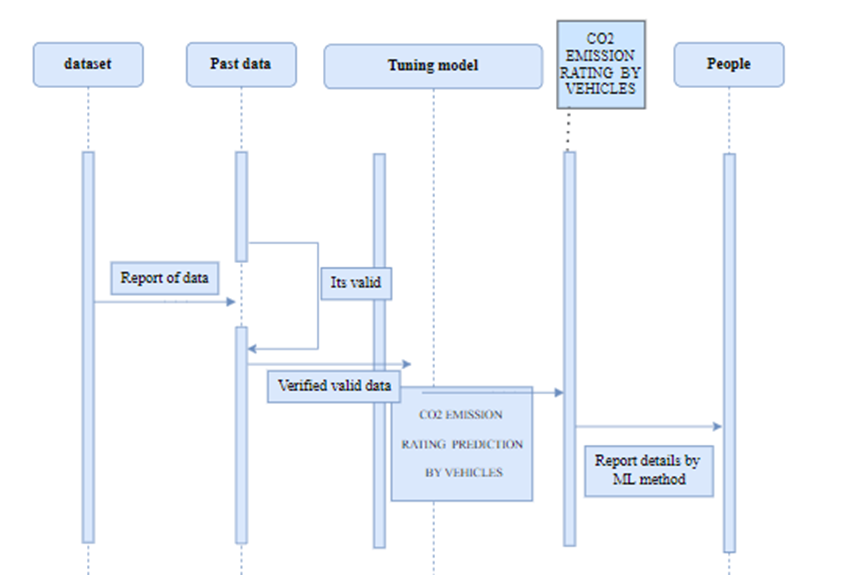 dataset
Past data
Tuning model
CO2
EMISSION
RATING BY
VEHICLES
People
Report of data
Its valid
Verified valid data
CO2 EMISSION
RATING PREDICTION
BY VEHICLES
Report details by
ML method